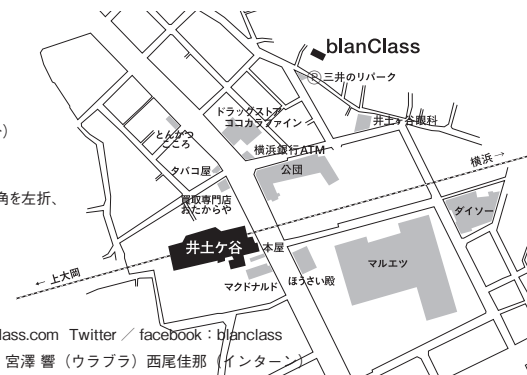 blanClass
Ⓟ三井のリパーク
ドラッグストア
ココカラファイン
井土ヶ谷眼科
とんかつ
こころ
横浜銀行ATM
横浜→
タバコ屋
公団
角を左折、
買取専門店
おたからや
ダイソー
井土ケ谷
本屋
マルエツ
←上大岡
マクドナルド
ほうさい殿
lass.com Twitter ／ facebook：blanclass
宮澤 響（ウラブラ）西尾佳那（インターン）